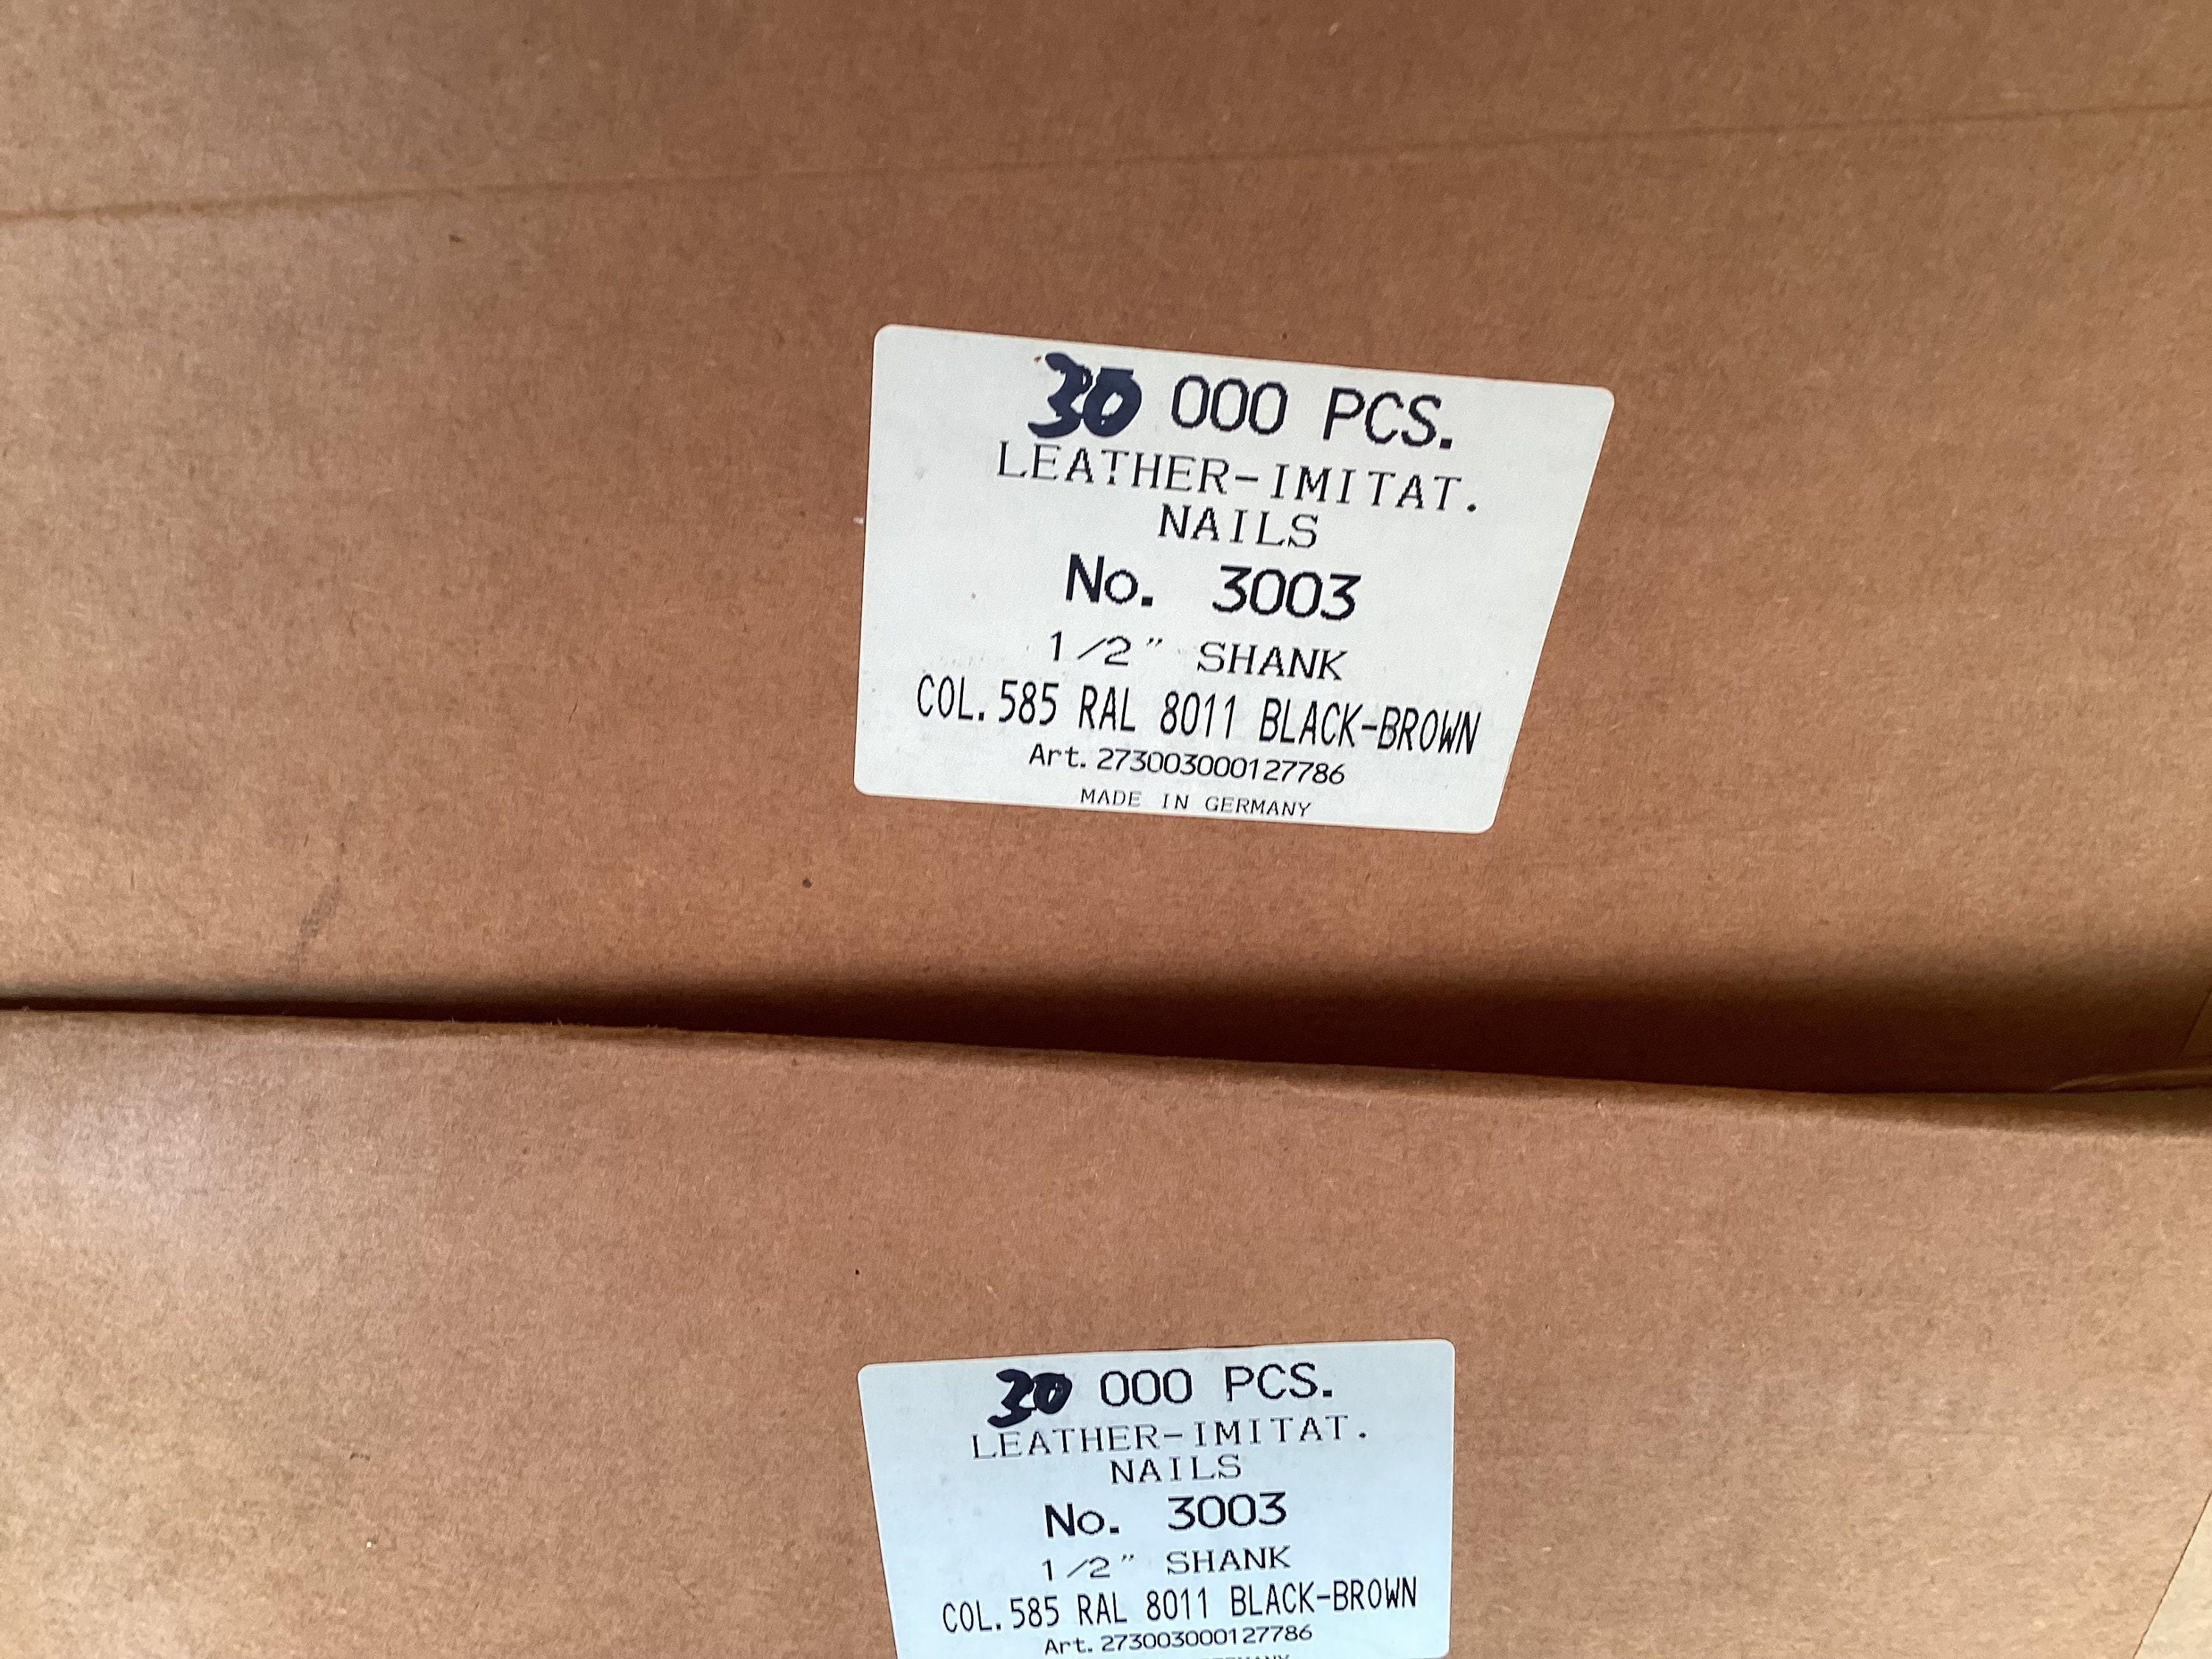 30 000 PCS.
LEATHER-IMITAT.
NAILS
No. 3003
1/2" SHANK
COL.585 RAL 8011 BLACK-BROWN
Art.273003000127786
MADE IN GERMANY
30 000 PCS.
LEATHER-IMITAT.
NAILS
No. 3003
1/2" SHANK
COL.585 RAL 8011 BLACK-BROWN
Art.273003000127786